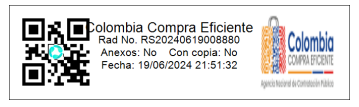 Colombia Compra Eficiente
Rad No. RS20240619008880
Anexos: No Con copia: No
Fecha: 19/06/2024 21:51:32
Colombia
COMPRA EFICIENTE
Agencia Nacional de Contratación Pública